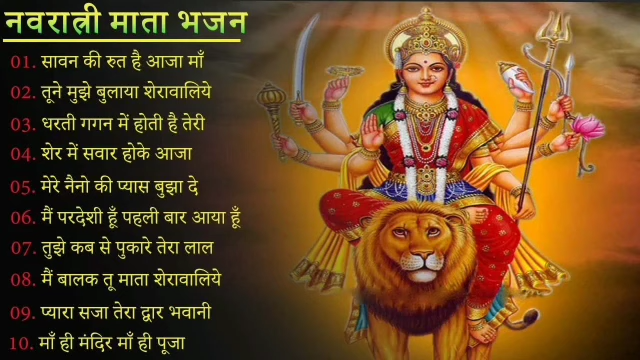 नवरात्री माता भजन
01. सावन की रुत है आजा माँ
02. तूने मुझे बुलाया शेरावालिये
03. धरती गगन में होती है तेरी
04. शेर में सवार होके आजा
05. मेरे नैनो की प्यास बुझा दे
06. मैं परदेशी हूँ पहली बार आया हूँ
07. तुझे कब से पुकारे तेरा लाल
08. मैं बालक तू माता शेरावालिये
09. प्यारा सजा तेरा द्वार भवानी
10. माँ ही मंदिर माँ ही पूजा